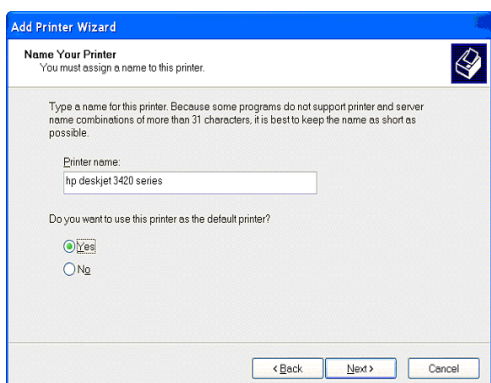 Add Printer Wizard
Name Your Printer
You must assign a name to this printer.
Type a name for this printer. Because some programs do not support printer and server
name combinations of more than 31 characters, it is best to keep the name as short as
possible.
Printer name:
hp deskjet 3420 series
Do you want to use this printer as the default printer?
Yes
No
< Back
Next >
Cancel